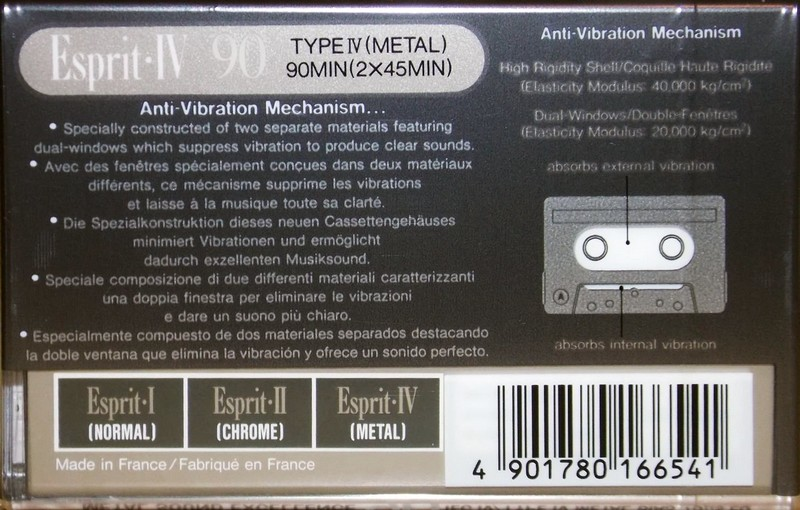 Esprit·IV 90 TYPE IV (METAL)
90MIN(2×45MIN)
Anti-Vibration Mechanism...
• Specially constructed of two separate materials featuring
dual-windows which suppress vibration to produce clear sounds.
• Avec des fenêtres spécialement conçues dans deux matériaux
différents, ce mécanisme supprime les vibrations
et laisse à la musique toute sa clarté.
• Die Spezialkonstruktion dieses neuen Cassettengehäuses
minimiert Vibrationen und ermöglicht
dadurch exzellenten Musiksound.
• Speciale composizione di due differenti materiali caratterizzanti
una doppia finestra per eliminare le vibrazioni
e dare un suono più chiaro.
• Especialmente compuesto de dos materiales separados destacando
la doble ventana que elimina la vibración y ofrece un sonido perfecto.
Anti-Vibration Mechanism
High Rigidity Shell/Coquille Haute Rigidite
(Elasticity Modulus: 40,000 kg/cm²)
Dual-Windows/Double-Fenêtres
(Elasticity Modulus: 20,000 kg/cm²)
absorbs external vibration
A
absorbs internal vibration
Esprit·I
(NORMAL)
Esprit·II
(CHROME)
Esprit·IV
(METAL)
Made in France/Fabriqué en France
4 901780 166541